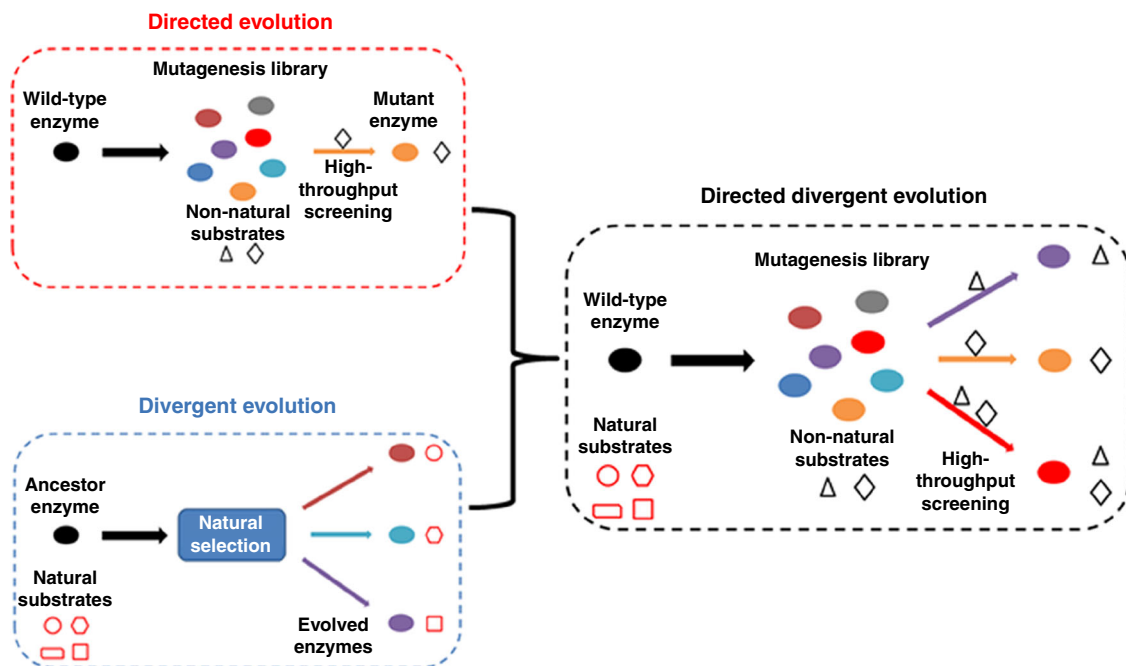 Directed evolution
Mutagenesis library
Wild-type
enzyme
Mutant
enzyme
High-
throughput
screening
Non-natural
substrates
Divergent evolution
Ancestor
enzyme
Natural
selection
Natural
substrates
Evolved
enzymes
Directed divergent evolution
Mutagenesis library
Wild-type
enzyme
Natural
substrates
Non-natural
substrates
High-
throughput
screening